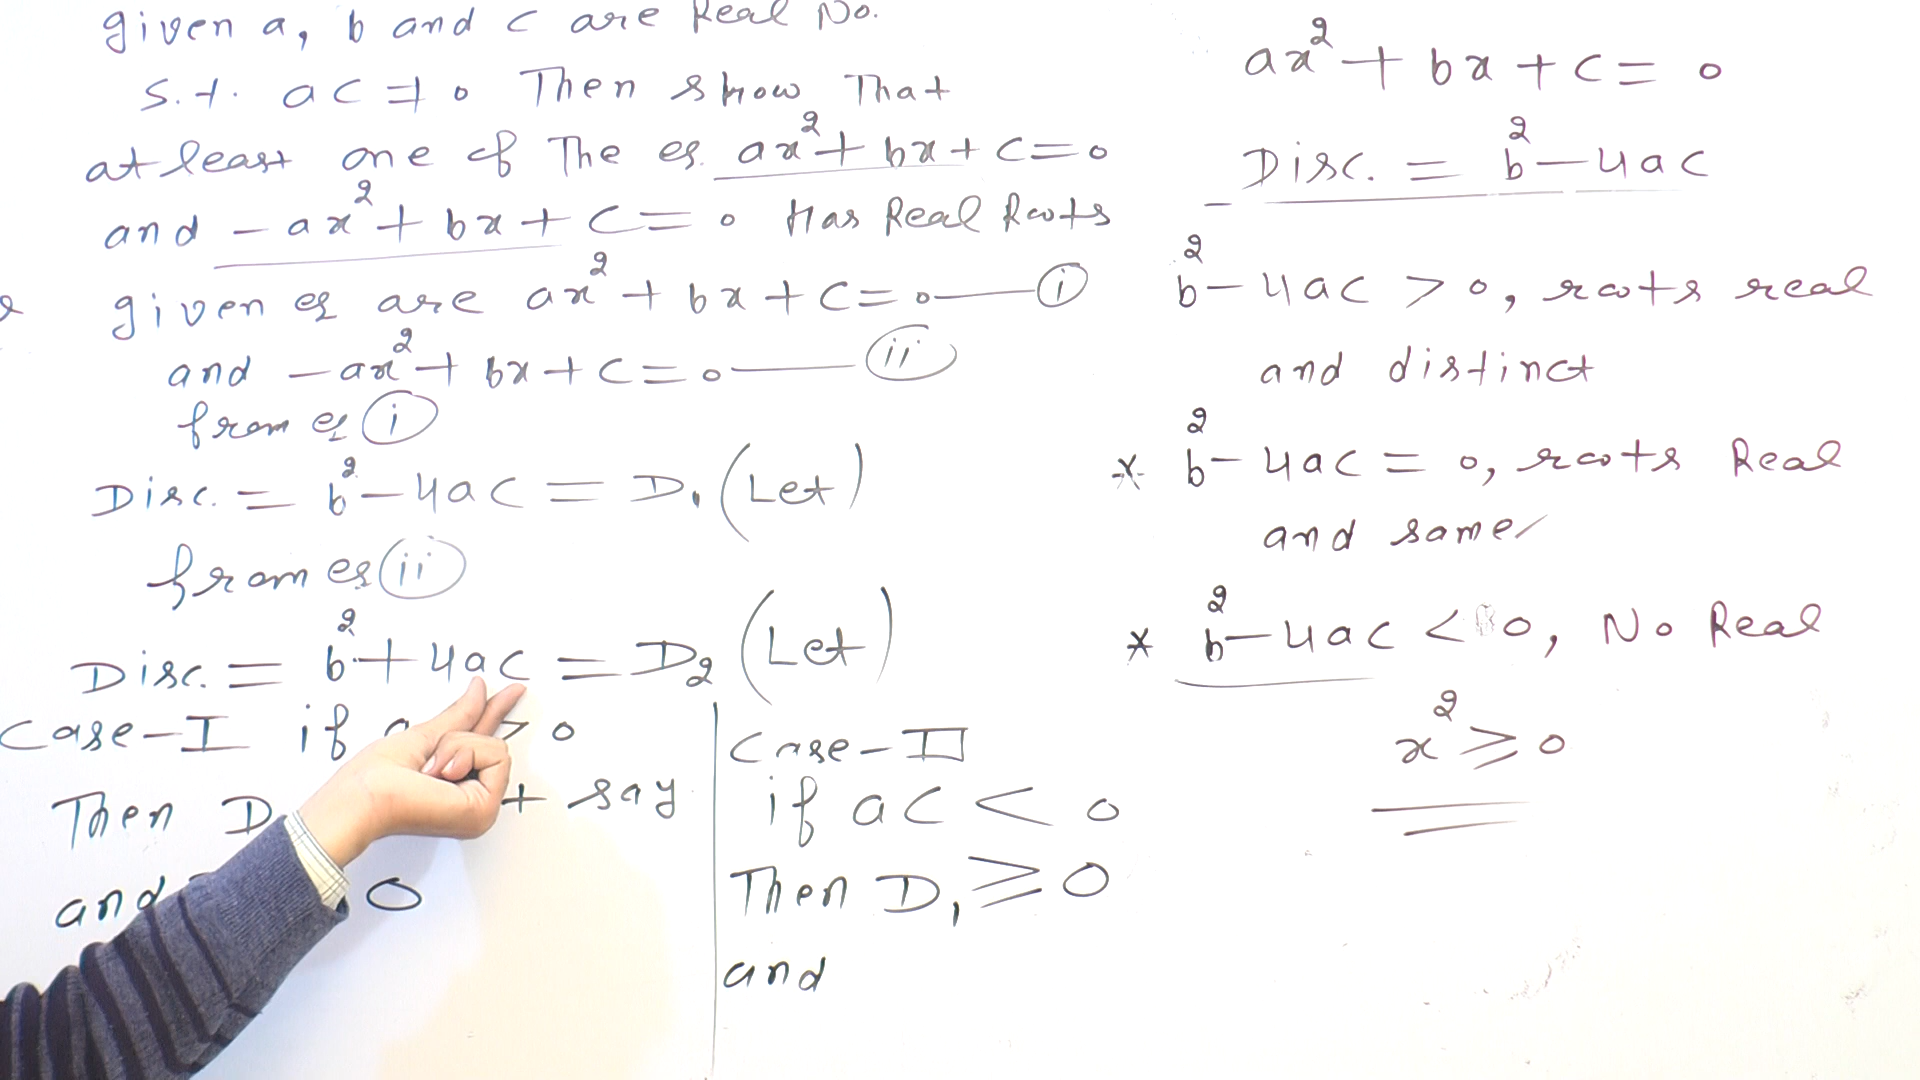 given a, b and c are Real No.
s.t. ac ≠ 0 Then show That
at least one of The eq. ax²+bx+c=0
and -ax²+bx+c=0 Has Real Roots
given eq are ax²+bx+c=0—(i)
and -ax²+bx+c=0—(ii)
from eq (i)
Disc. = b²-4ac = D₁ (Let)
from eq (ii)
Disc. = b²+4ac = D₂ (Let)
Case-I if > 0
Then D + say
and 0
Case-II
if ac < 0
Then D₁ ≥ 0
and
ax²+bx+c= 0
Disc. = b²-4ac
b²-4ac > 0, roots real
and distinct
* b²-4ac = 0, roots Real
and same
* b²-4ac < 0, No Real
x² ≥ 0